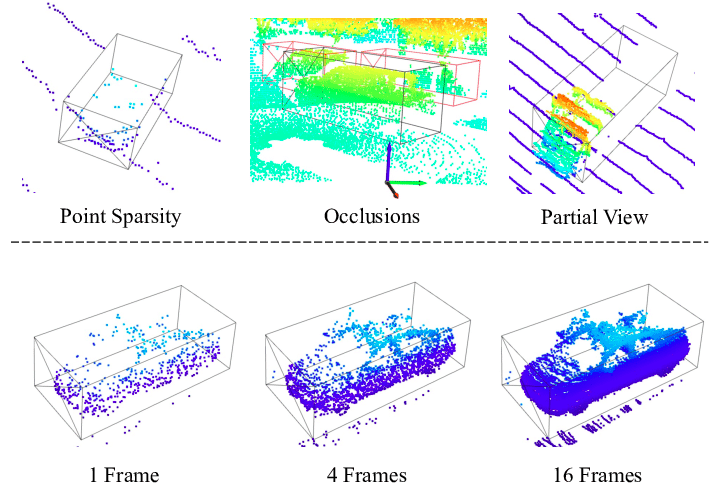 Point Sparsity
Occlusions
Partial View
1 Frame
4 Frames
16 Frames